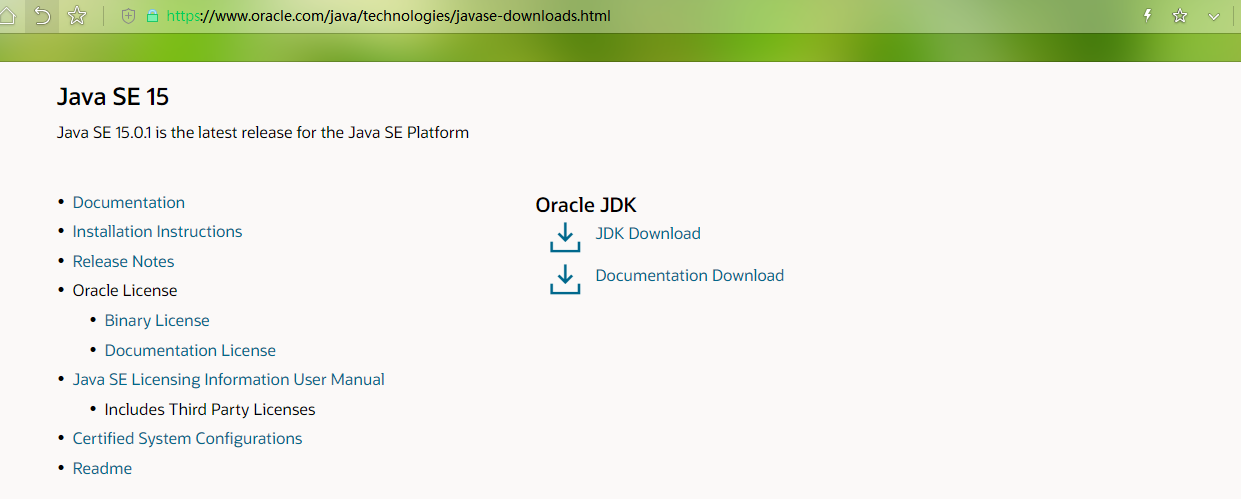 https://www.oracle.com/java/technologies/javase-downloads.html
Java SE 15
Java SE 15.0.1 is the latest release for the Java SE Platform
Documentation
Installation Instructions
Release Notes
Oracle License
Binary License
Documentation License
Java SE Licensing Information User Manual
Includes Third Party Licenses
Certified System Configurations
Readme
Oracle JDK
JDK Download
Documentation Download